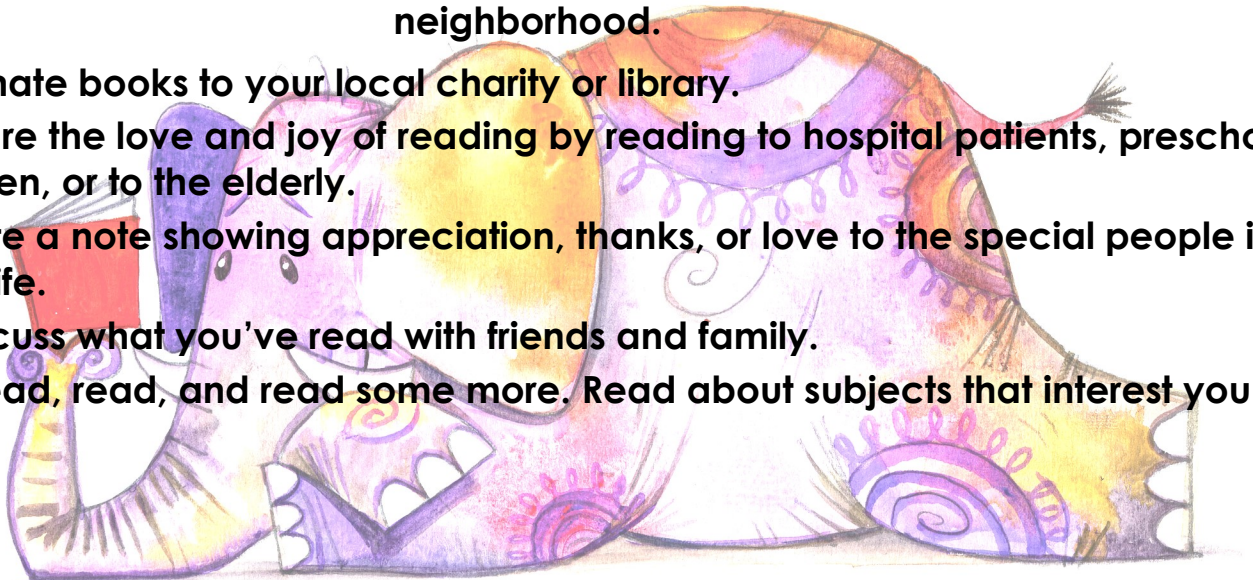 neighborhood.
nate books to your local charity or library.
re the love and joy of reading by reading to hospital patients, prescho
en, or to the elderly.
te a note showing appreciation, thanks, or love to the special people i
ife.
cuss what you’ve read with friends and family.
ad, read, and read some more. Read about subjects that interest you